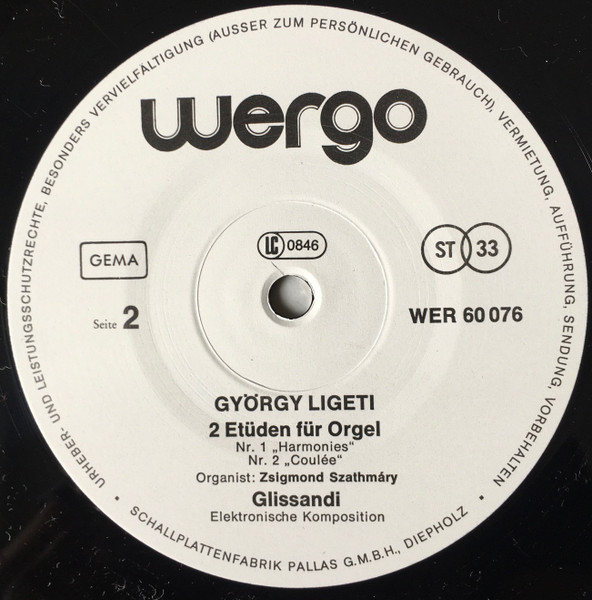 URHEBER- UND LEISTUNGSSCHUTZRECHTE, BESONDERS VERVIELFÄLTIGUNG (AUSSER ZUM PERSÖNLICHEN GEBRAUCH), VERMIETUNG, AUFFÜHRUNG, SENDUNG, VORBEHALTEN •
wergo
GEMA
LC 0846
ST 33
Seite 2
WER 60 076
GYÖRGY LIGETI
2 Etüden für Orgel
Nr. 1 „Harmonies“
Nr. 2 „Coulée“
Organist: Zsigmond Szathmáry
Glissandi
Elektronische Komposition
• SCHALLPLATTENFABRIK PALLAS G.M.B.H., DIEPHOLZ